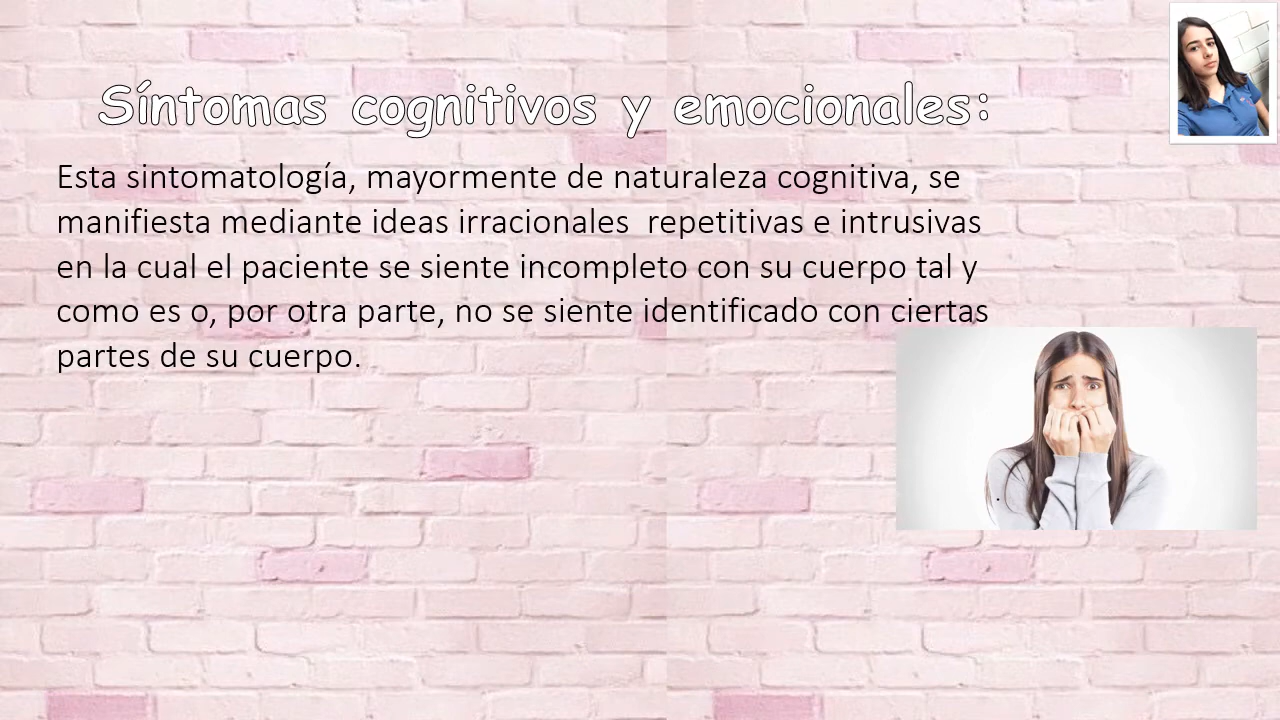 Síntomas cognitivos y emocionales:
Esta sintomatología, mayormente de naturaleza cognitiva, se
manifiesta mediante ideas irracionales  repetitivas e intrusivas
en la cual el paciente se siente incompleto con su cuerpo tal y
como es o, por otra parte, no se siente identificado con ciertas
partes de su cuerpo.